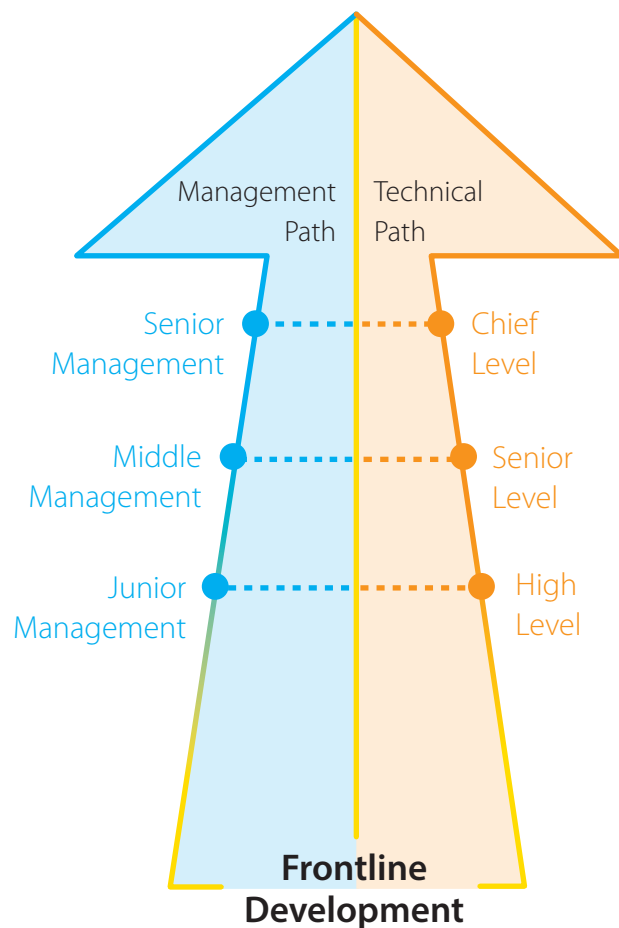 Management
Path
Technical
Path
Senior
Management
Chief
Level
Middle
Management
Senior
Level
Junior
Management
High
Level
Frontline
Development